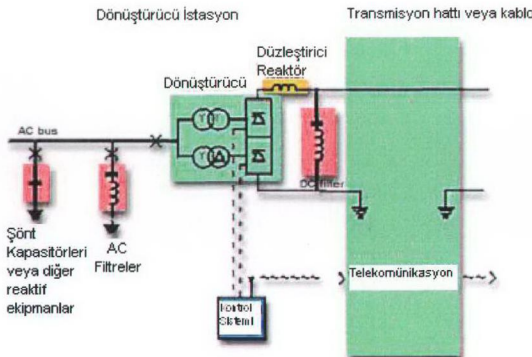 Dönüştürücü İstasyon
Transmisyon hattı veya kablo
Düzleştirici
Reaktör
Dönüştürücü
AC bus
DC filter
Şönt
Kapasitörleri
veya diğer
reaktif
ekipmanlar
AC
Filtreler
Kontrol
Sistemi
Telekomünikasyon